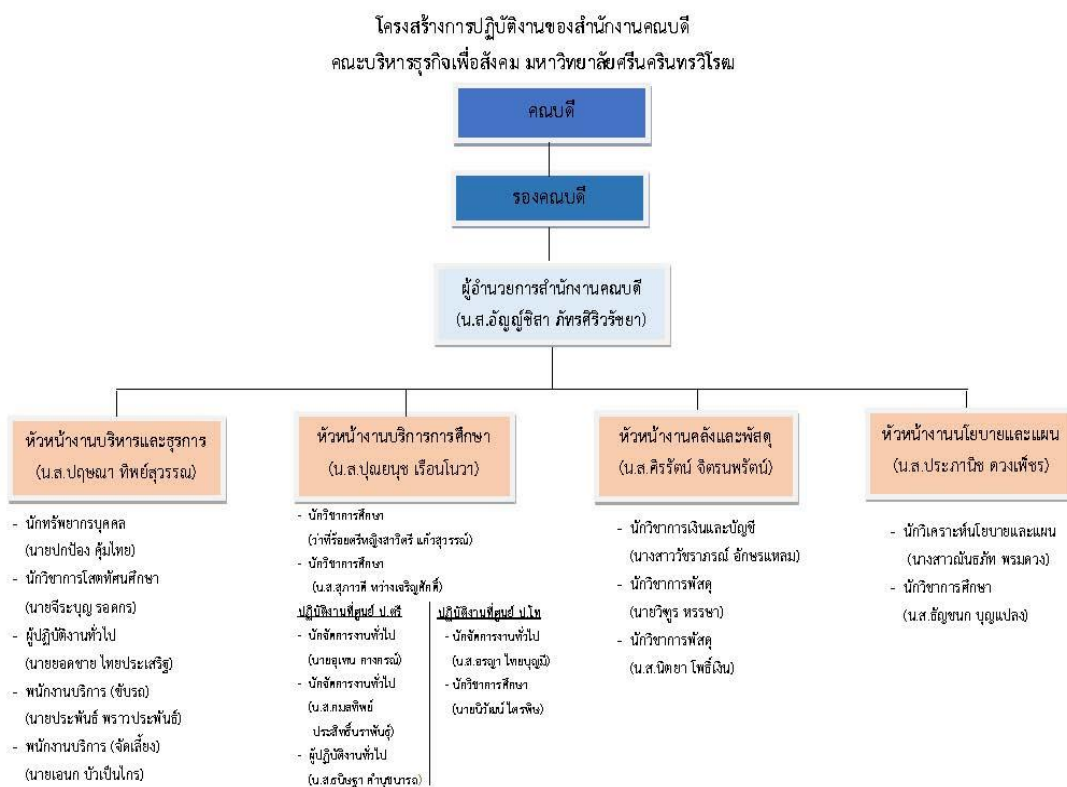 โครงสร้างการปฏิบัติงานของสำนักงานคณบดี
คณะบริหารธุรกิจเพื่อสังคม มหาวิทยาลัยศรีนครินทรวิโรฒ
คณบดี
รองคณบดี
ผู้อำนวยการสำนักงานคณบดี
(น.ส.อัญญ์ชิสา ภัทรศิริวรัชยา)
หัวหน้างานบริหารและธุรการ
(น.ส.ปฤษณา ทิพย์สุวรรณ)
- นักทรัพยากรบุคคล
(นายปกป้อง คุ้มไทย)
- นักวิชาการโสตทัศนศึกษา
(นายจีระบุญ รอดกร)
- ผู้ปฏิบัติงานทั่วไป
(นายยอดชาย ไทยประเสริฐ)
- พนักงานบริการ (ขับรถ)
(นายประพันธ์ พราวประพันธ์)
- พนักงานบริการ (จัดเลี้ยง)
(นายเอนก บัวเป็นไกร)
หัวหน้างานบริการการศึกษา
(น.ส.ปุณยนุช เรือนโนวา)
- นักวิชาการศึกษา
(ว่าที่ร้อยตรีหญิงสาวิตรี แก้วสุวรรณ์)
- นักวิชาการศึกษา
(น.ส.สุภาวดี หว่างเจริญศักดิ์)
ปฏิบัติงานที่ศูนย์ ป.ตรี
- นักจัดการงานทั่วไป
(นายอุเทน กางกรณ์)
- นักจัดการงานทั่วไป
(น.ส.กมลทิพย์
ประสิทธิ์นราพันธุ์)
- ผู้ปฏิบัติงานทั่วไป
(น.ส.ธนิษฐา คำนุชนารถ)
ปฏิบัติงานที่ศูนย์ ป.โท
- นักจัดการงานทั่วไป
(น.ส.อรญา ไทยบุญมี)
- นักวิชาการศึกษา
(นายนิวัฒน์ ไตรพิษ)
หัวหน้างานคลังและพัสดุ
(น.ส.ศิรรัตน์ จิตรนพรัตน์)
- นักวิชาการเงินและบัญชี
(นางสาววัชราภรณ์ อักษรแหลม)
- นักวิชาการพัสดุ
(นายวิฑูร หรรษา)
- นักวิชาการพัสดุ
(น.ส.นิตยา โพธิ์เงิน)
หัวหน้างานนโยบายและแผน
(น.ส.ประภานิช ดวงเพ็ชร)
- นักวิเคราะห์นโยบายและแผน
(นางสาวณันธภัท พรมดวง)
- นักวิชาการศึกษา
(น.ส.ธัญชนก บุญแปลง)